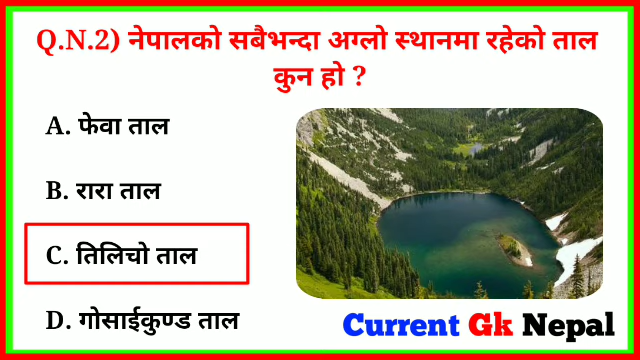 Q.N.2) नेपालको सबैभन्दा अग्लो स्थानमा रहेको ताल
कुन हो ?
A. फेवा ताल
B. रारा ताल
C. तिलिचो ताल
D. गोसाईकुण्ड ताल
Current Gk Nepal